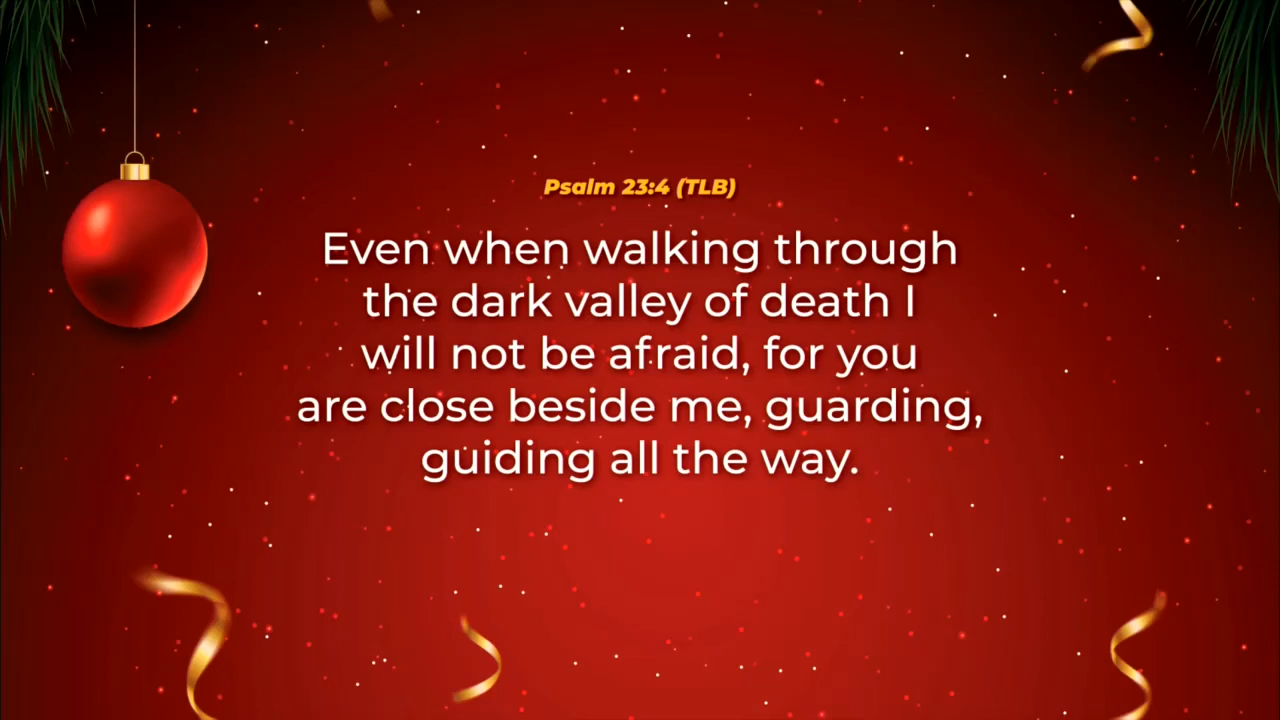 Psalm 23:4 (TLB)
Even when walking through
the dark valley of death I
will not be afraid, for you
are close beside me, guarding,
guiding all the way.